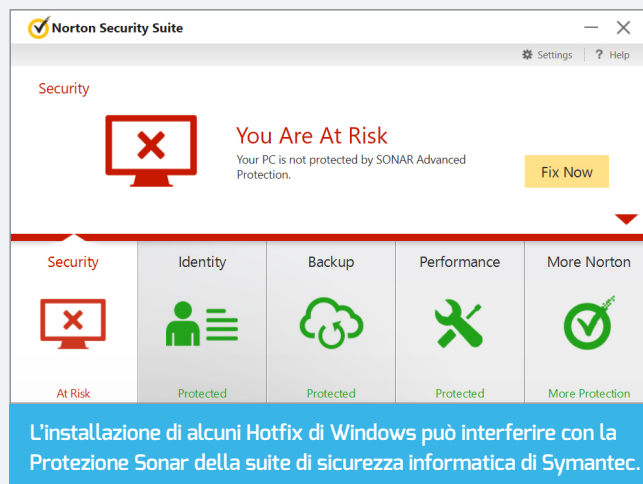 Norton Security Suite
Settings
? Help
Security
You Are At Risk
Your PC is not protected by SONAR Advanced
Protection.
Fix Now
Security
Identity
Backup
Performance
More Norton
At Risk
Protected
Protected
Protected
More Protection
L'installazione di alcuni Hotfix di Windows può interferire con la
Protezione Sonar della suite di sicurezza informatica di Symantec.